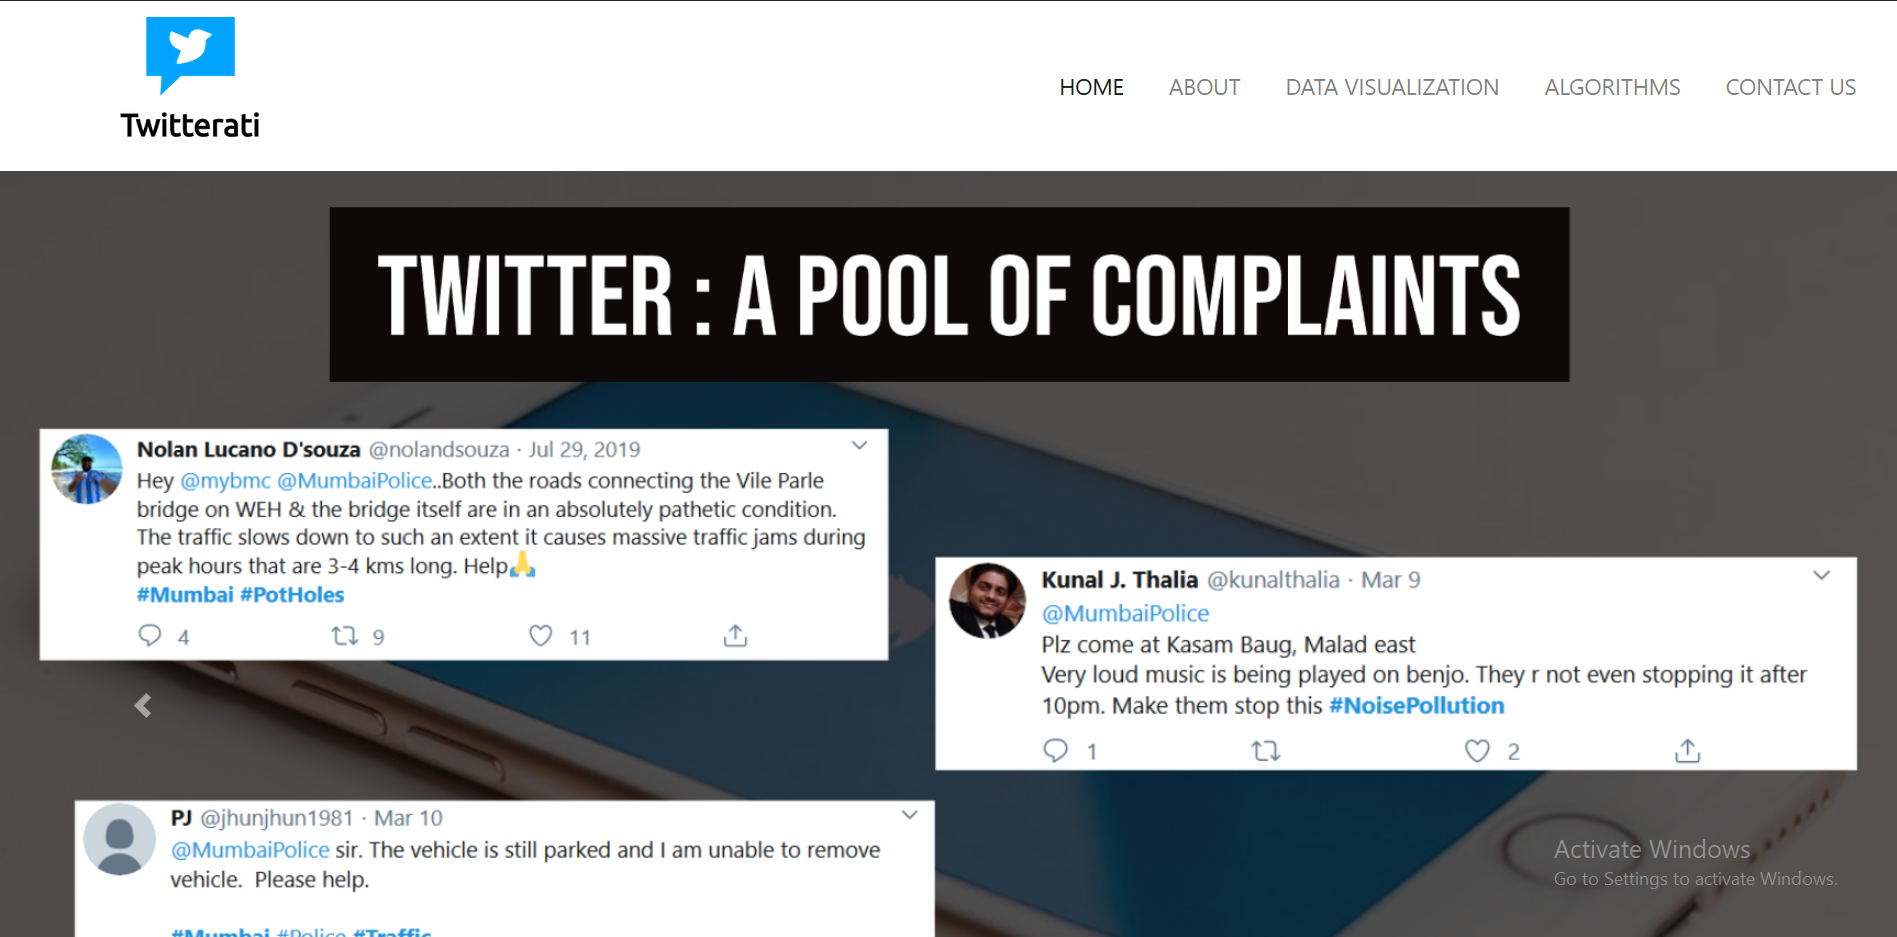 Twitterati
HOME ABOUT DATA VISUALIZATION ALGORITHMS CONTACT US
TWITTER : A POOL OF COMPLAINTS
Nolan Lucano D'souza @nolandsouza · Jul 29, 2019
Hey @mybmc @MumbaiPolice..Both the roads connecting the Vile Parle
bridge on WEH & the bridge itself are in an absolutely pathetic condition.
The traffic slows down to such an extent it causes massive traffic jams during
peak hours that are 3-4 kms long. Help🙏
#Mumbai #PotHoles
4 9 11
Kunal J. Thalia @kunalthalia · Mar 9
@MumbaiPolice
Plz come at Kasam Baug, Malad east
Very loud music is being played on benjo. They r not even stopping it after
10pm. Make them stop this #NoisePollution
1 2
PJ @jhunjhun1981 · Mar 10
@MumbaiPolice sir. The vehicle is still parked and I am unable to remove
vehicle. Please help.
#Mumbai #Police #Traffic
Activate Windows
Go to Settings to activate Windows.